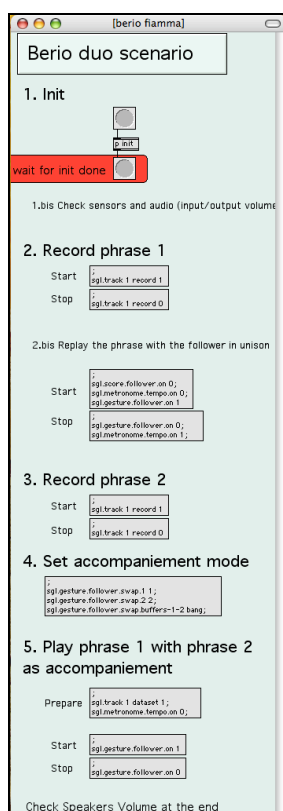 [berio fiamma]
Berio duo scenario
1. Init
p init
wait for init done
1.bis Check sensors and audio (input/output volume
2. Record phrase 1
Start
;
sgl.track 1 record 1
Stop
;
sgl.track 1 record 0
2.bis Replay the phrase with the follower in unison
Start
;
sgl.score.follower.on 0;
sgl.metronome.tempo.on 0;
sgl.gesture.follower.on 1
Stop
;
sgl.gesture.follower.on 0;
sgl.metronome.tempo.on 1;
3. Record phrase 2
Start
;
sgl.track 1 record 1
Stop
;
sgl.track 1 record 0
4. Set accompaniement mode
;
sgl.gesture.follower.swap.1 1;
sgl.gesture.follower.swap.2 2;
sgl.gesture.follower.swap.buffers-1-2 bang;
5. Play phrase 1 with phrase 2
as accompaniement
Prepare
;
sgl.track 1 dataset 1;
sgl.metronome.tempo.on 0;
Start
;
sgl.gesture.follower.on 1
Stop
;
sgl.gesture.follower.on 0
Check Speakers Volume at the end